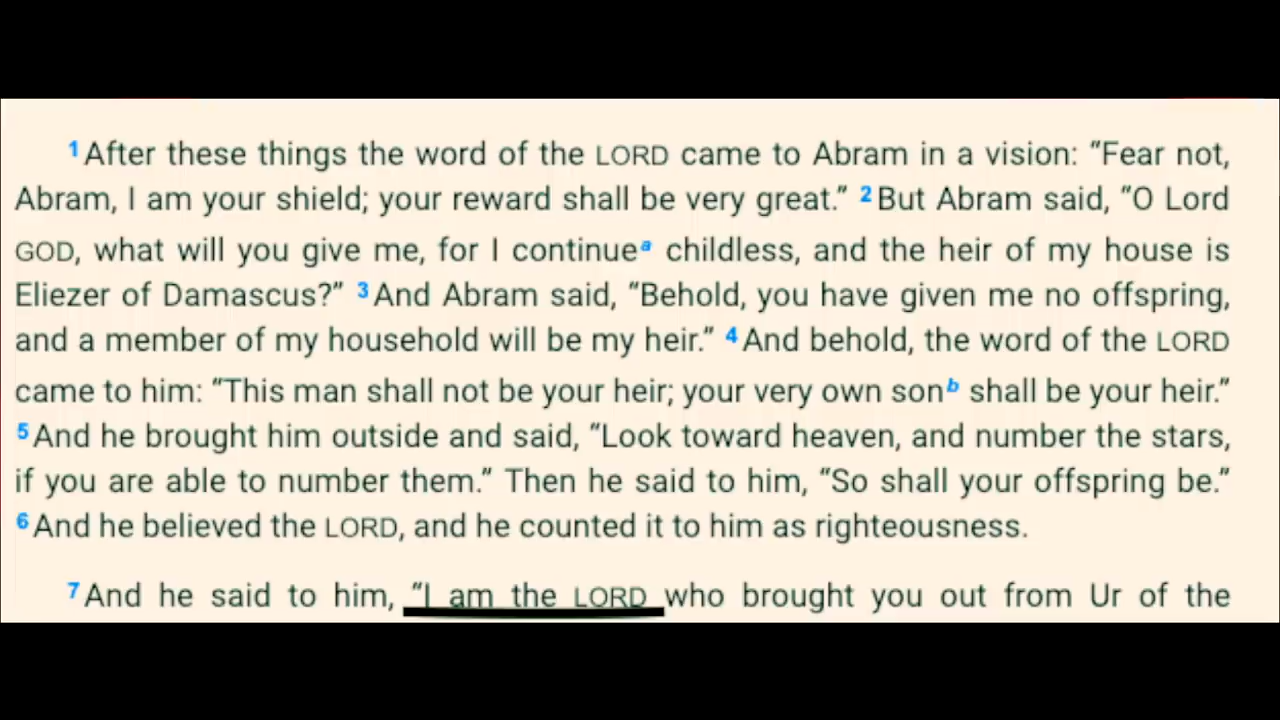 1 After these things the word of the LORD came to Abram in a vision: “Fear not,
Abram, I am your shield; your reward shall be very great.” 2 But Abram said, “O Lord
GOD, what will you give me, for I continueª childless, and the heir of my house is
Eliezer of Damascus?” 3 And Abram said, “Behold, you have given me no offspring,
and a member of my household will be my heir.” 4 And behold, the word of the LORD
came to him: “This man shall not be your heir; your very own sonᵇ shall be your heir.”
5 And he brought him outside and said, “Look toward heaven, and number the stars,
if you are able to number them.” Then he said to him, “So shall your offspring be.”
6 And he believed the LORD, and he counted it to him as righteousness.
7 And he said to him, “I am the LORD who brought you out from Ur of the